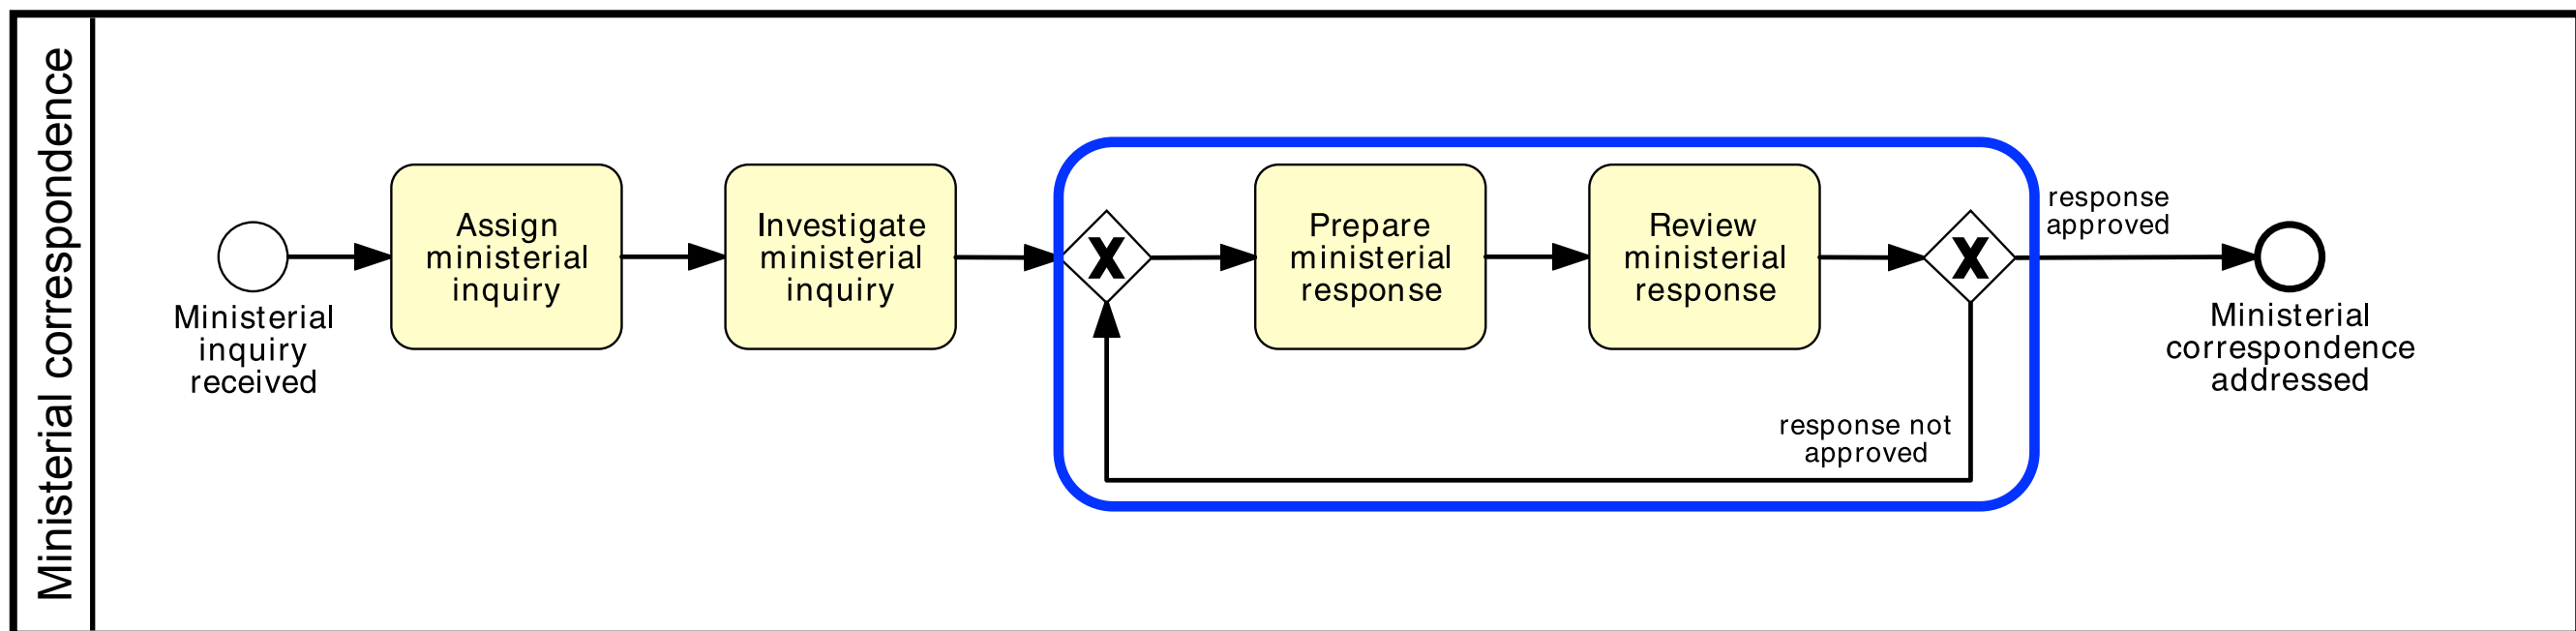 Ministerial correspondence
Ministerial
inquiry
received
Assign
ministerial
inquiry
Investigate
ministerial
inquiry
X
Prepare
ministerial
response
Review
ministerial
response
X
response
approved
response not
approved
Ministerial
correspondence
addressed